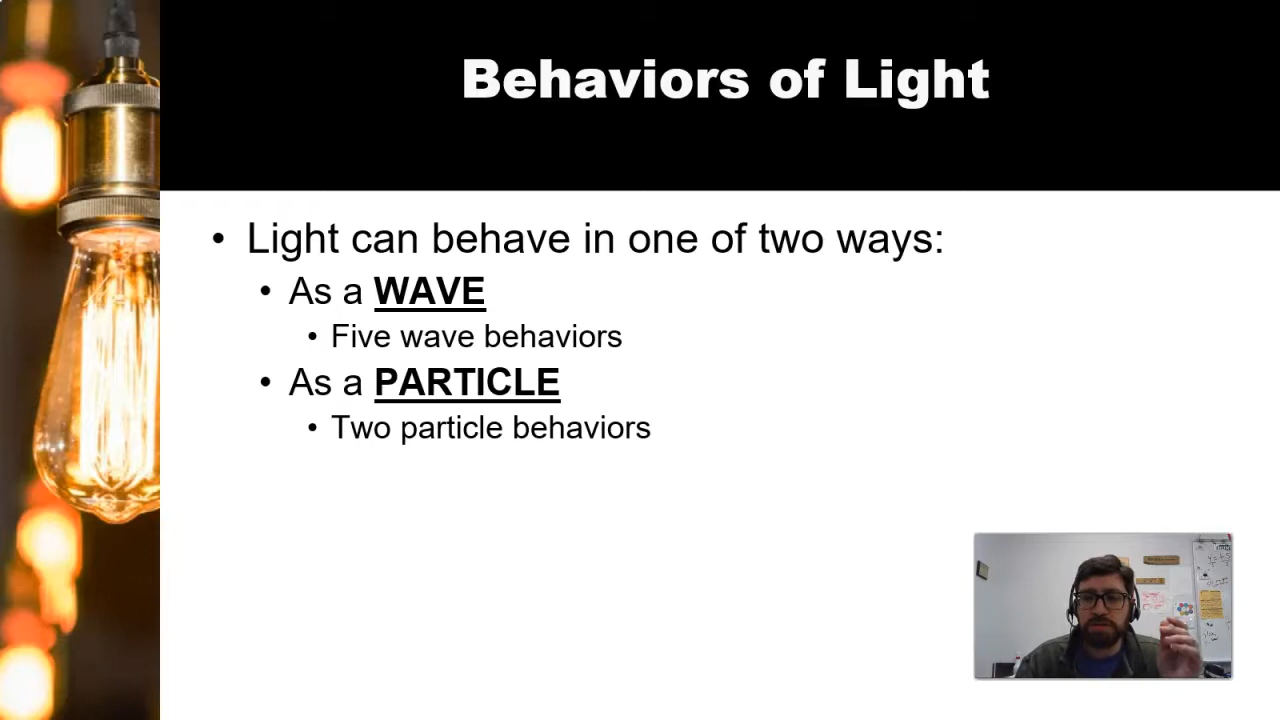 Behaviors of Light
• Light can behave in one of two ways:
• As a WAVE
• Five wave behaviors
• As a PARTICLE
• Two particle behaviors